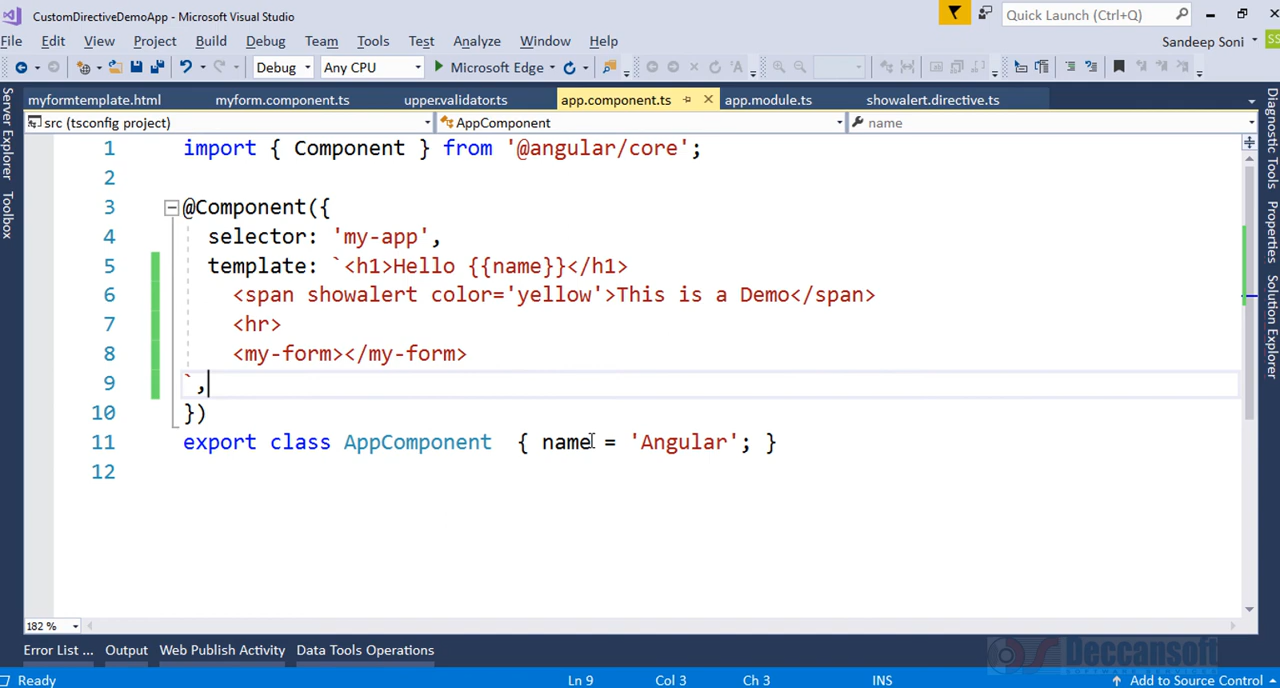 CustomDirectiveDemoApp - Microsoft Visual Studio
Quick Launch (Ctrl+Q)
File Edit View Project Build Debug Team Tools Test Analyze Window Help
Sandeep Soni
SS
Debug Any CPU Microsoft Edge
myformtemplate.html myform.component.ts upper.validator.ts app.component.ts app.module.ts showalert.directive.ts
src (tsconfig project) AppComponent name
Server Explorer
Toolbox
Diagnostic Tools
Properties
Solution Explorer
1 import { Component } from '@angular/core';
2
3 @Component({
4 selector: 'my-app',
5 template: `<h1>Hello {{name}}</h1>
6 <span showalert color='yellow'>This is a Demo</span>
7 <hr>
8 <my-form></my-form>
9 `,
10 })
11 export class AppComponent { name = 'Angular'; }
12
182 %
Error List ... Output Web Publish Activity Data Tools Operations
Deccansoft
Ready Ln 9 Col 3 Ch 3 INS Add to Source Control